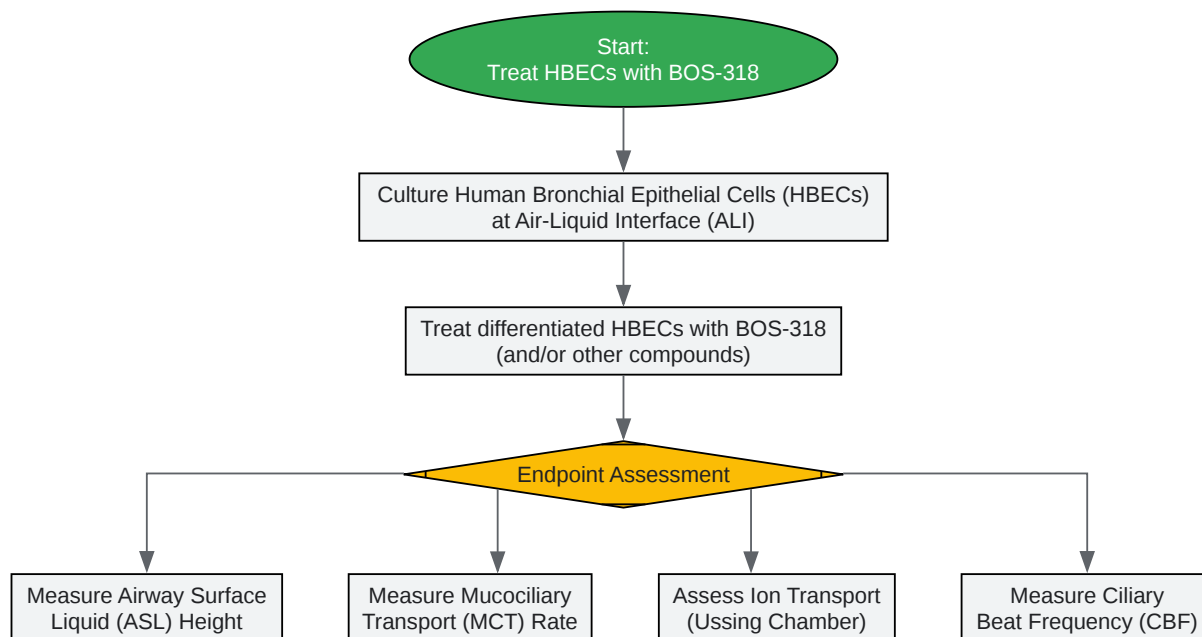 Start:
Treat HBECs with BOS-318
Culture Human Bronchial Epithelial Cells (HBECs)
at Air-Liquid Interface (ALI)
Treat differentiated HBECs with BOS-318
(and/or other compounds)
Endpoint Assessment
Measure Airway Surface
Liquid (ASL) Height
Measure Mucociliary
Transport (MCT) Rate
Assess Ion Transport
(Ussing Chamber)
Measure Ciliary
Beat Frequency (CBF)